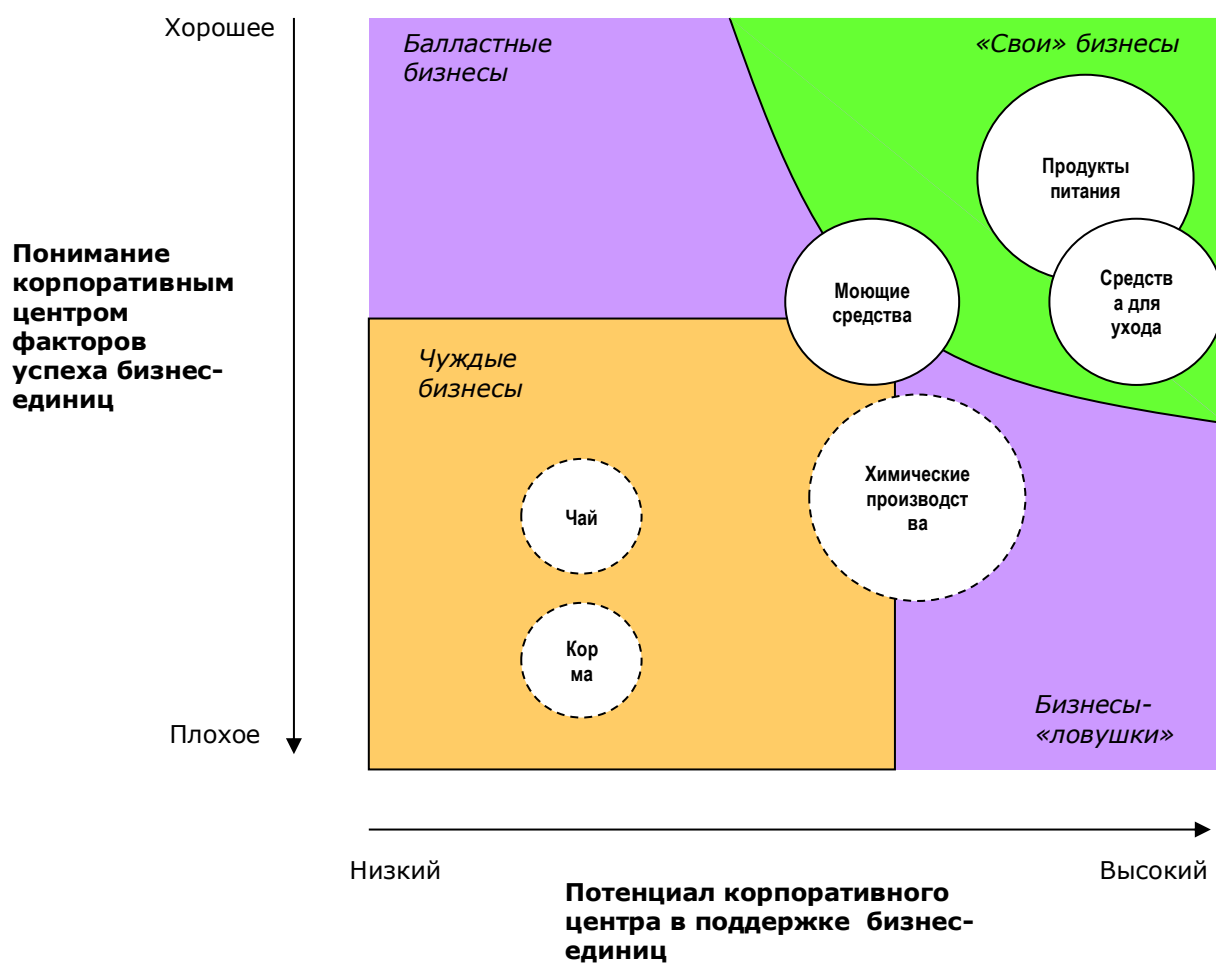 Хорошее
Балластные
бизнесы
«Свои» бизнесы
Продукты
питания
Понимание
корпоративным
центром
факторов
успеха бизнес-
единиц
Моющие
средства
Средств
а для
ухода
Чуждые
бизнесы
Химические
производст
ва
Чай
Кор
ма
Плохое
Бизнесы-
«ловушки»
Низкий
Высокий
Потенциал корпоративного
центра в поддержке бизнес-
единиц